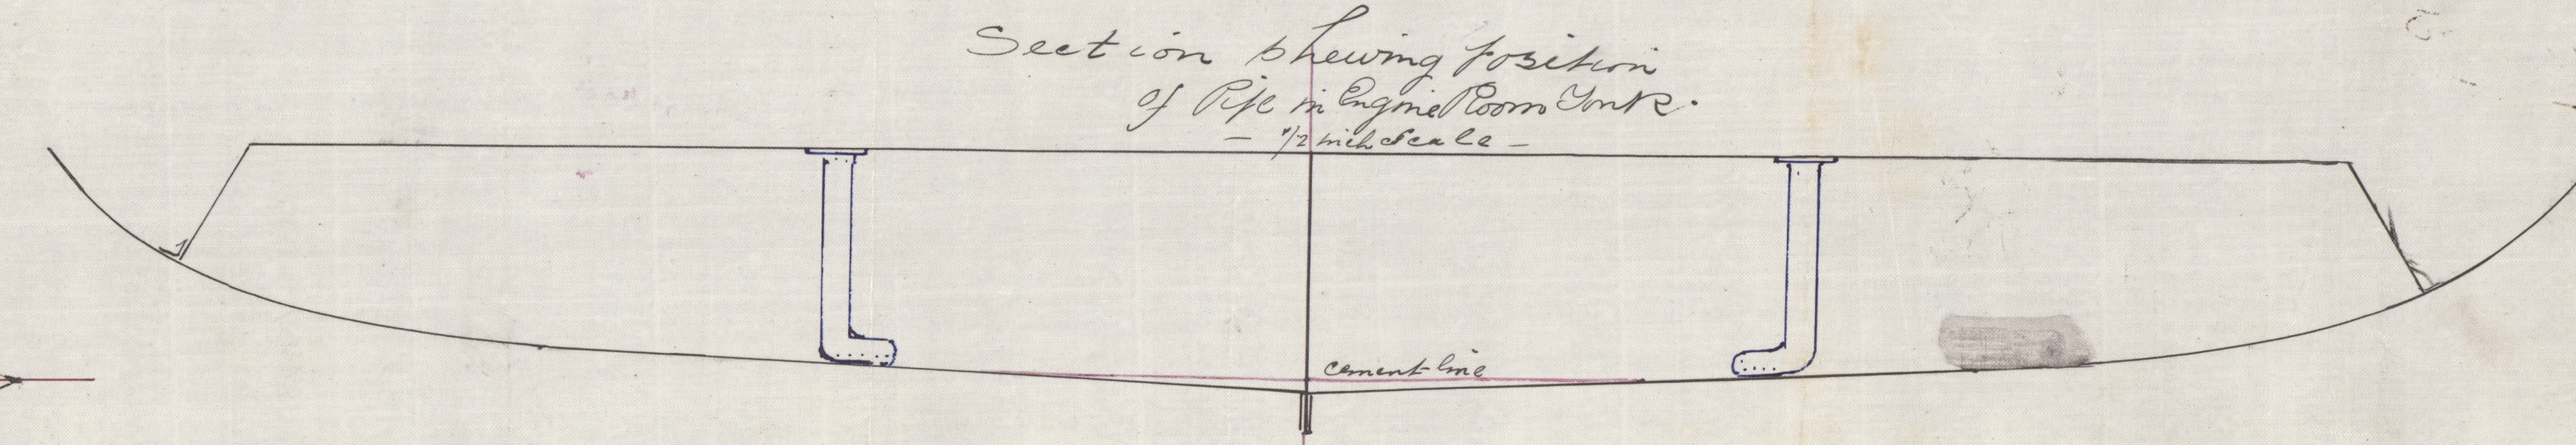 Section shewing position
of Pipe in Engine Room Tank.
- 1/2 inch Scale -
cement line